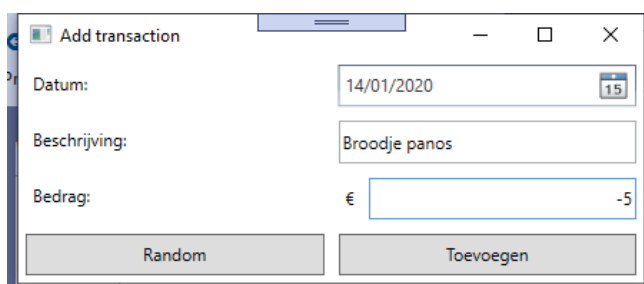 Add transaction
Datum: 14/01/2020 15
Beschrijving: Broodje panos
Bedrag: € -5
Random Toevoegen